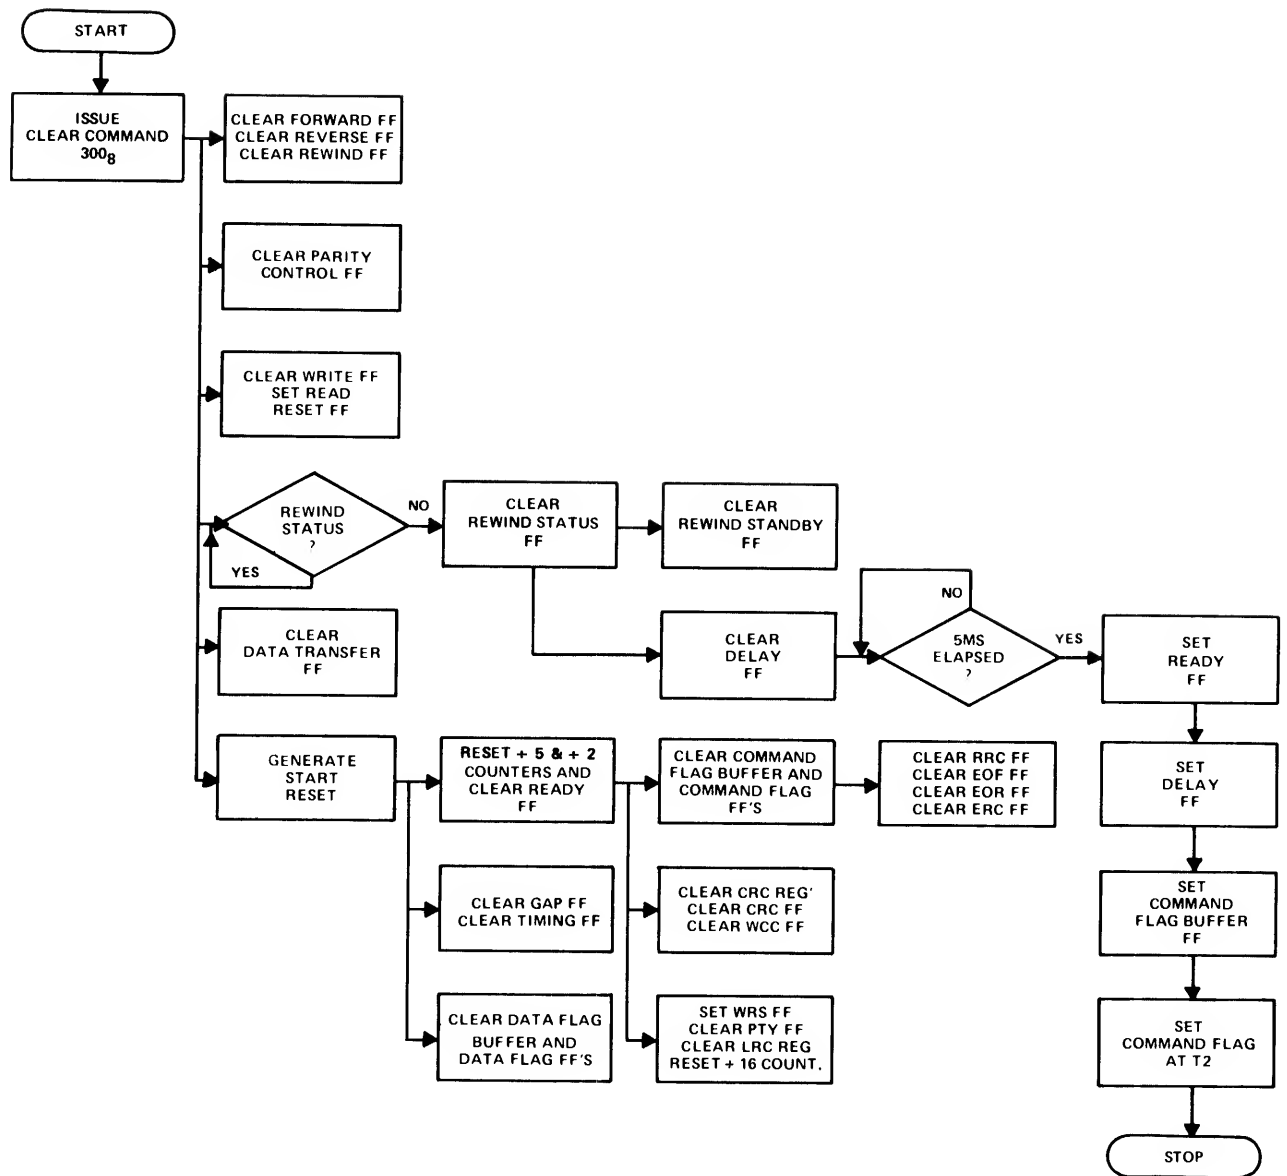 START
ISSUE
CLEAR COMMAND
300₈
CLEAR FORWARD FF
CLEAR REVERSE FF
CLEAR REWIND FF
CLEAR PARITY
CONTROL FF
CLEAR WRITE FF
SET READ
RESET FF
REWIND
STATUS
?
YES
NO
CLEAR
REWIND STATUS
FF
CLEAR
REWIND STANDBY
FF
CLEAR
DATA TRANSFER
FF
CLEAR
DELAY
FF
NO
5MS
ELAPSED
?
YES
SET
READY
FF
GENERATE
START
RESET
RESET + 5 & + 2
COUNTERS AND
CLEAR READY
FF
CLEAR COMMAND
FLAG BUFFER AND
COMMAND FLAG
FF'S
CLEAR RRC FF
CLEAR EOF FF
CLEAR EOR FF
CLEAR ERC FF
SET
DELAY
FF
CLEAR GAP FF
CLEAR TIMING FF
CLEAR CRC REG'
CLEAR CRC FF
CLEAR WCC FF
SET
COMMAND
FLAG BUFFER
FF
CLEAR DATA FLAG
BUFFER AND
DATA FLAG FF'S
SET WRS FF
CLEAR PTY FF
CLEAR LRC REG
RESET + 16 COUNT.
SET
COMMAND FLAG
AT T2
STOP